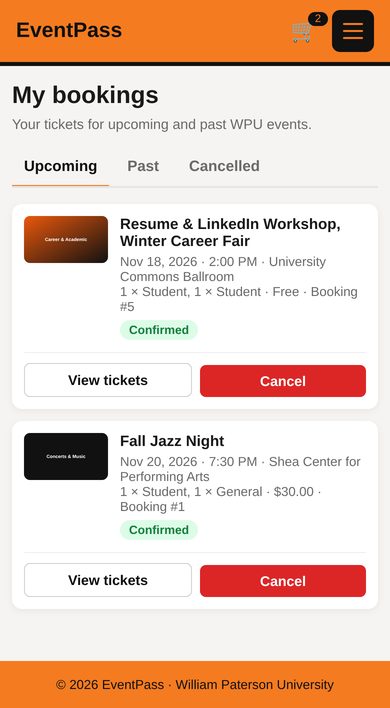 EventPass
2
My bookings
Your tickets for upcoming and past WPU events.
Upcoming Past Cancelled
Career & Academic
Resume & LinkedIn Workshop,
Winter Career Fair
Nov 18, 2026 · 2:00 PM · University
Commons Ballroom
1 × Student, 1 × Student · Free · Booking
#5
Confirmed
View tickets Cancel
Concerts & Music
Fall Jazz Night
Nov 20, 2026 · 7:30 PM · Shea Center for
Performing Arts
1 × Student, 1 × General · $30.00 ·
Booking #1
Confirmed
View tickets Cancel
© 2026 EventPass · William Paterson University